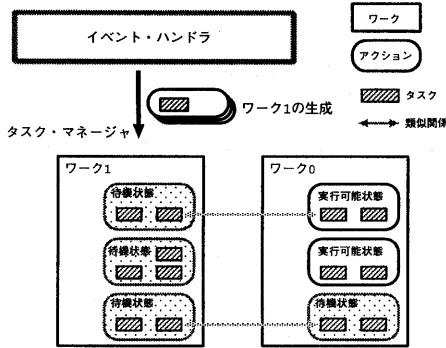 イベント・ハンドラ
ワーク
アクション
タスク
類似関係
ワーク1の生成
タスク・マネージャ
ワーク1
ワーク0
待機状態
実行可能状態
待機状態
実行可能状態
待機状態
待機状態